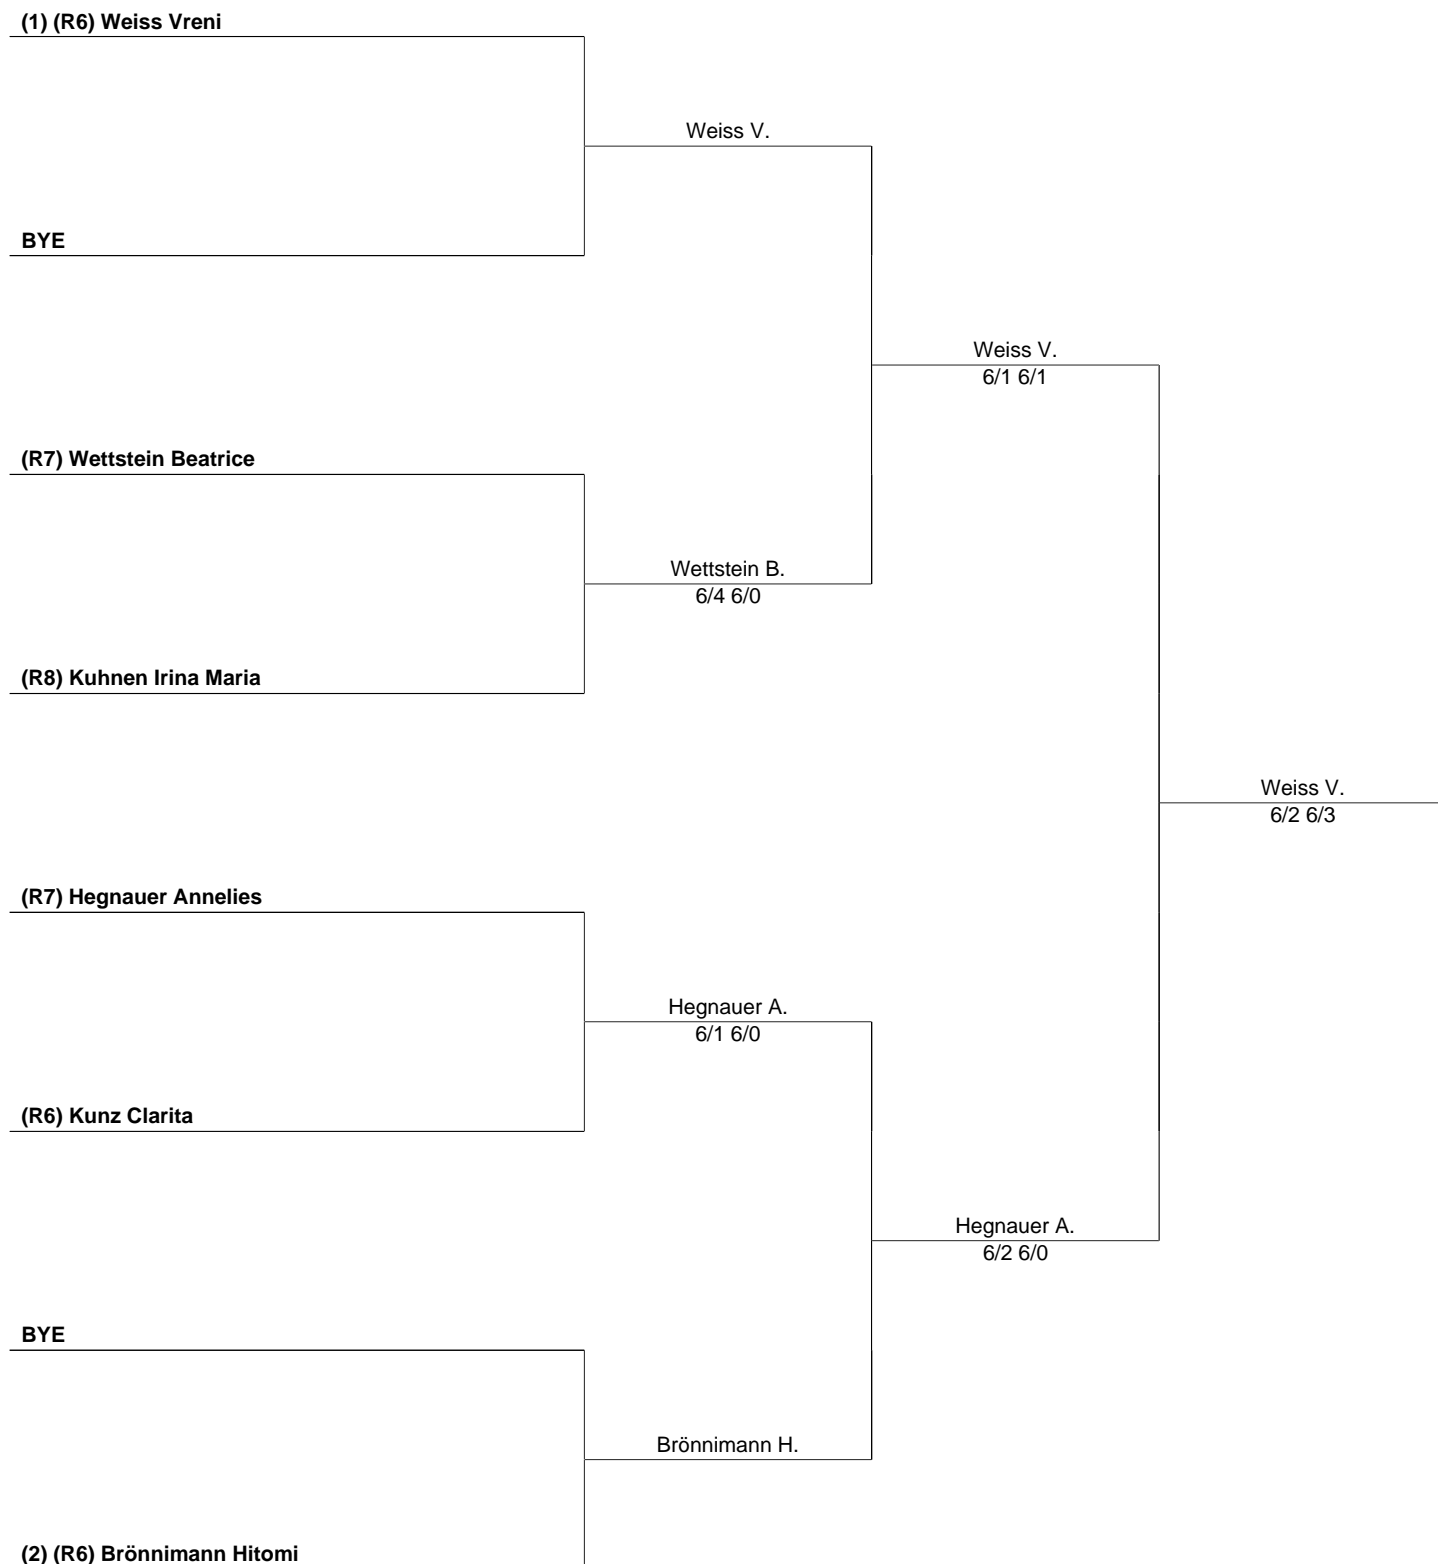 (1) (R6) Weiss Vreni
Weiss V.
BYE
Weiss V.
6/1 6/1
(R7) Wettstein Beatrice
Wettstein B.
6/4 6/0
(R8) Kuhnen Irina Maria
Weiss V.
6/2 6/3
(R7) Hegnauer Annelies
Hegnauer A.
6/1 6/0
(R6) Kunz Clarita
Hegnauer A.
6/2 6/0
BYE
Brönnimann H.
(2) (R6) Brönnimann Hitomi